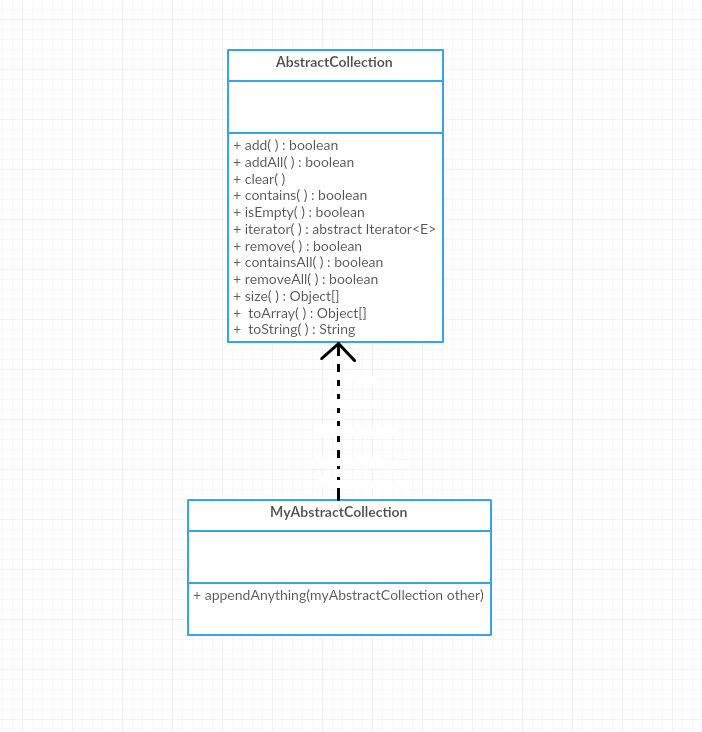 AbstractCollection
+ add( ) : boolean
+ addAll( ) : boolean
+ clear( )
+ contains( ) : boolean
+ isEmpty( ) : boolean
+ iterator( ) : abstract Iterator<E>
+ remove( ) : boolean
+ containsAll( ) : boolean
+ removeAll( ) : boolean
+ size( ) : Object[]
+ toArray( ) : Object[]
+ toString( ) : String
MyAbstractCollection
+ appendAnything(myAbstractCollection other)